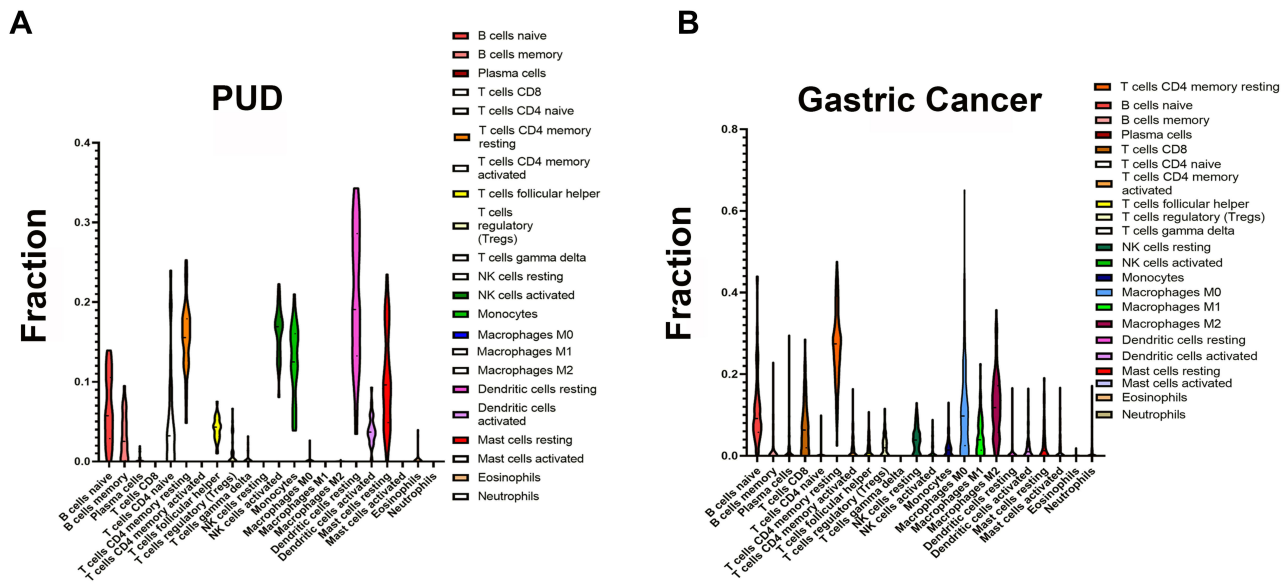 A
PUD
Fraction
0.4
0.3
0.2
0.1
0.0
B cells naive
B cells memory
Plasma cells
T cells CD8
T cells CD4 naive
T cells CD4 memory resting
T cells CD4 memory activated
T cells follicular helper
T cells regulatory (Tregs)
T cells gamma delta
NK cells resting
NK cells activated
Monocytes
Macrophages M0
Macrophages M1
Macrophages M2
Dendritic cells resting
Dendritic cells activated
Mast cells resting
Mast cells activated
Eosinophils
Neutrophils
B cells naive
B cells memory
Plasma cells
T cells CD8
T cells CD4 naive
T cells CD4 memory
resting
T cells CD4 memory
activated
T cells follicular helper
T cells
regulatory
(Tregs)
T cells gamma delta
NK cells resting
NK cells activated
Monocytes
Macrophages M0
Macrophages M1
Macrophages M2
Dendritic cells resting
Dendritic cells
activated
Mast cells resting
Mast cells activated
Eosinophils
Neutrophils
B
Gastric Cancer
Fraction
0.8
0.6
0.4
0.2
0.0
B cells naive
B cells memory
Plasma cells
T cells CD8
T cells CD4 naive
T cells CD4 memory resting
T cells CD4 memory activated
T cells follicular helper
T cells regulatory (Tregs)
T cells gamma delta
NK cells resting
NK cells activated
Monocytes
Macrophages M0
Macrophages M1
Macrophages M2
Dendritic cells resting
Dendritic cells activated
Mast cells resting
Mast cells activated
Eosinophils
Neutrophils
T cells CD4 memory resting
B cells naive
B cells memory
Plasma cells
T cells CD8
T cells CD4 naive
T cells CD4 memory
activated
T cells follicular helper
T cells regulatory (Tregs)
T cells gamma delta
NK cells resting
NK cells activated
Monocytes
Macrophages M0
Macrophages M1
Macrophages M2
Dendritic cells resting
Dendritic cells activated
Mast cells resting
Mast cells activated
Eosinophils
Neutrophils